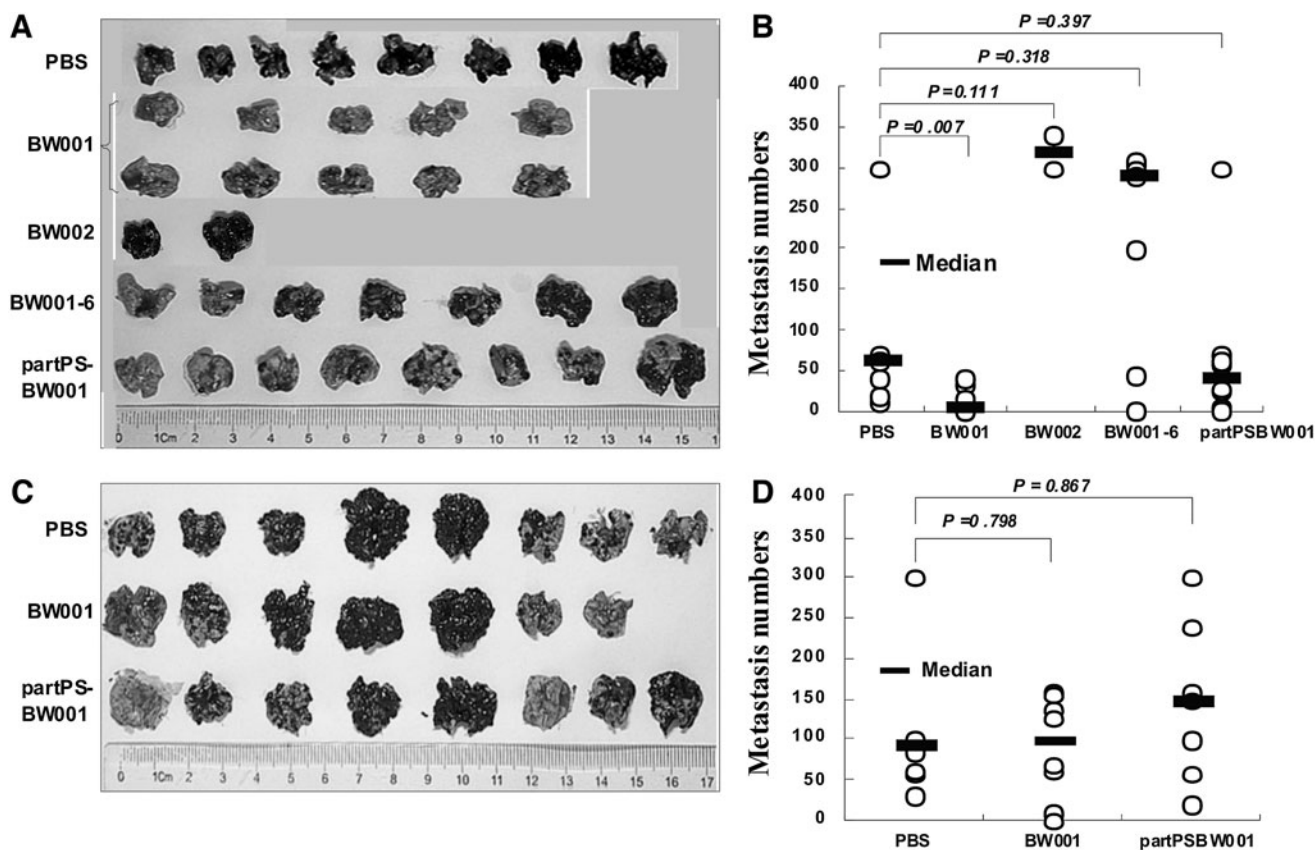 A
PBS
BW001
BW002
BW001-6
partPS-
BW001
0 1Cm 2 3 4 5 6 7 8 9 10 11 12 13 14 15 1
B
P =0.397
P =0.318
P =0.111
P =0.007
400
350
300
250
200
150
100
50
0
Metastasis numbers
Median
PBS BW001 BW002 BW001-6 partPSBW001
C
PBS
BW001
partPS-
BW001
0 1Cm 2 3 4 5 6 7 8 9 10 11 12 13 14 15 16 17
D
P = 0.867
P =0.798
400
350
300
250
200
150
100
50
0
Metastasis numbers
Median
PBS BW001 partPSBW001